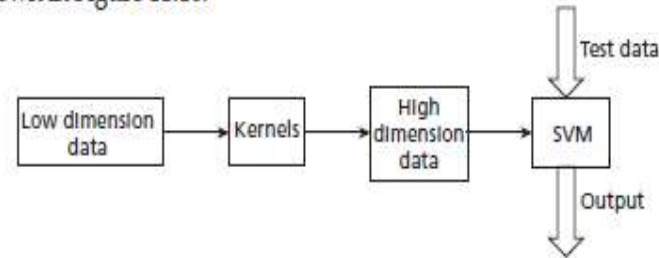 Test data
Low dimension
data
Kernels
High
dimension
data
SVM
Output